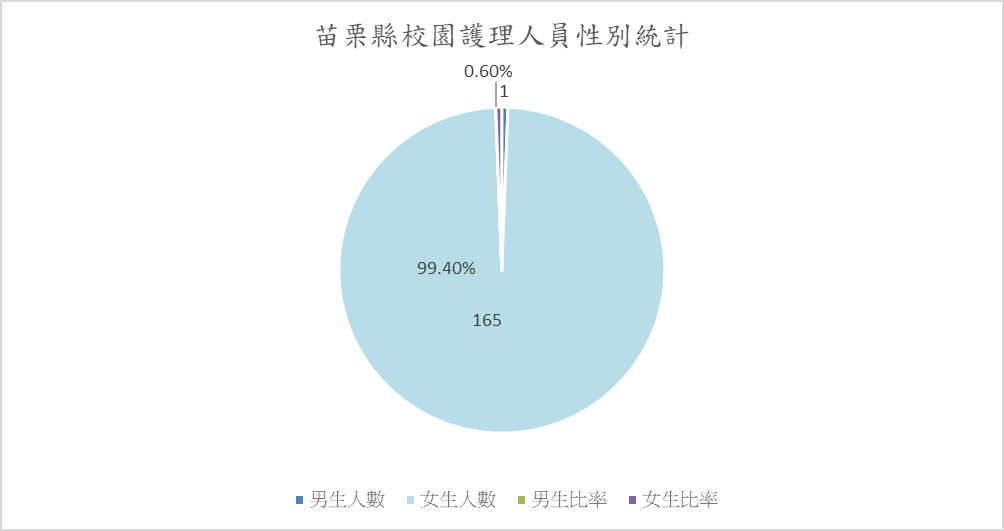 苗栗縣校園護理人員性別統計
0.60%
1
99.40%
165
男生人數 女生人數 男生比率 女生比率